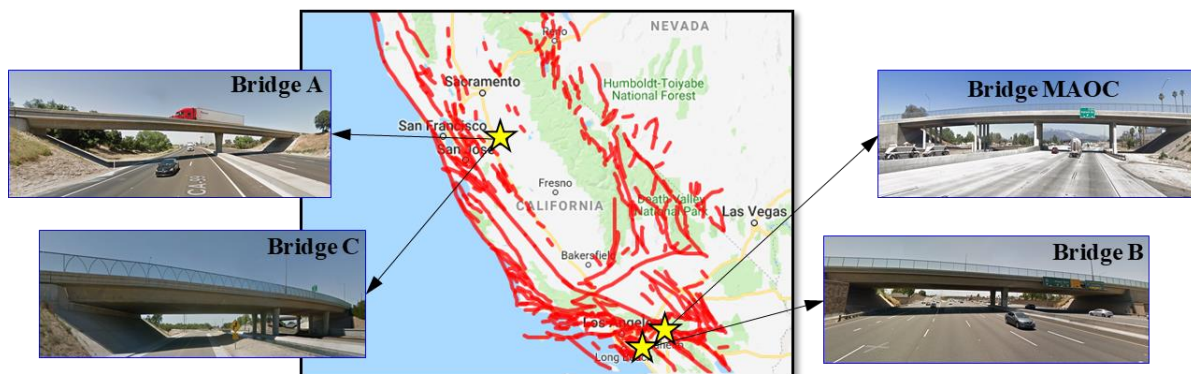 Bridge A
CA-99
Bridge C
NEVADA
Reno
Humboldt-Toiyabe
National Forest
Sacramento
San Francisco
San Jose
Fresno
CALIFORNIA
Death Valley
National Park
Las Vegas
Bakersfield
Los Angeles
Long Beach
Bridge MAOC
Bridge B